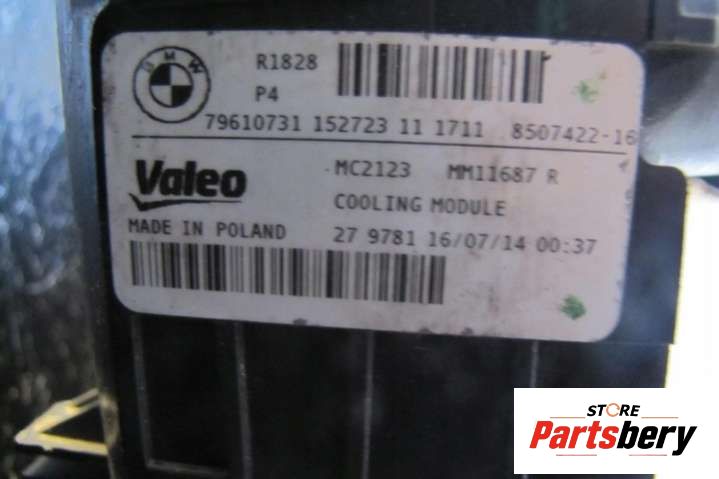 BMW
R1828
P4
79610731 152723 11 1711 8507422-16
Valeo
MC2123 MM11687 R
COOLING MODULE
MADE IN POLAND
27 9781 16/07/14 00:37
STORE
Partsbery